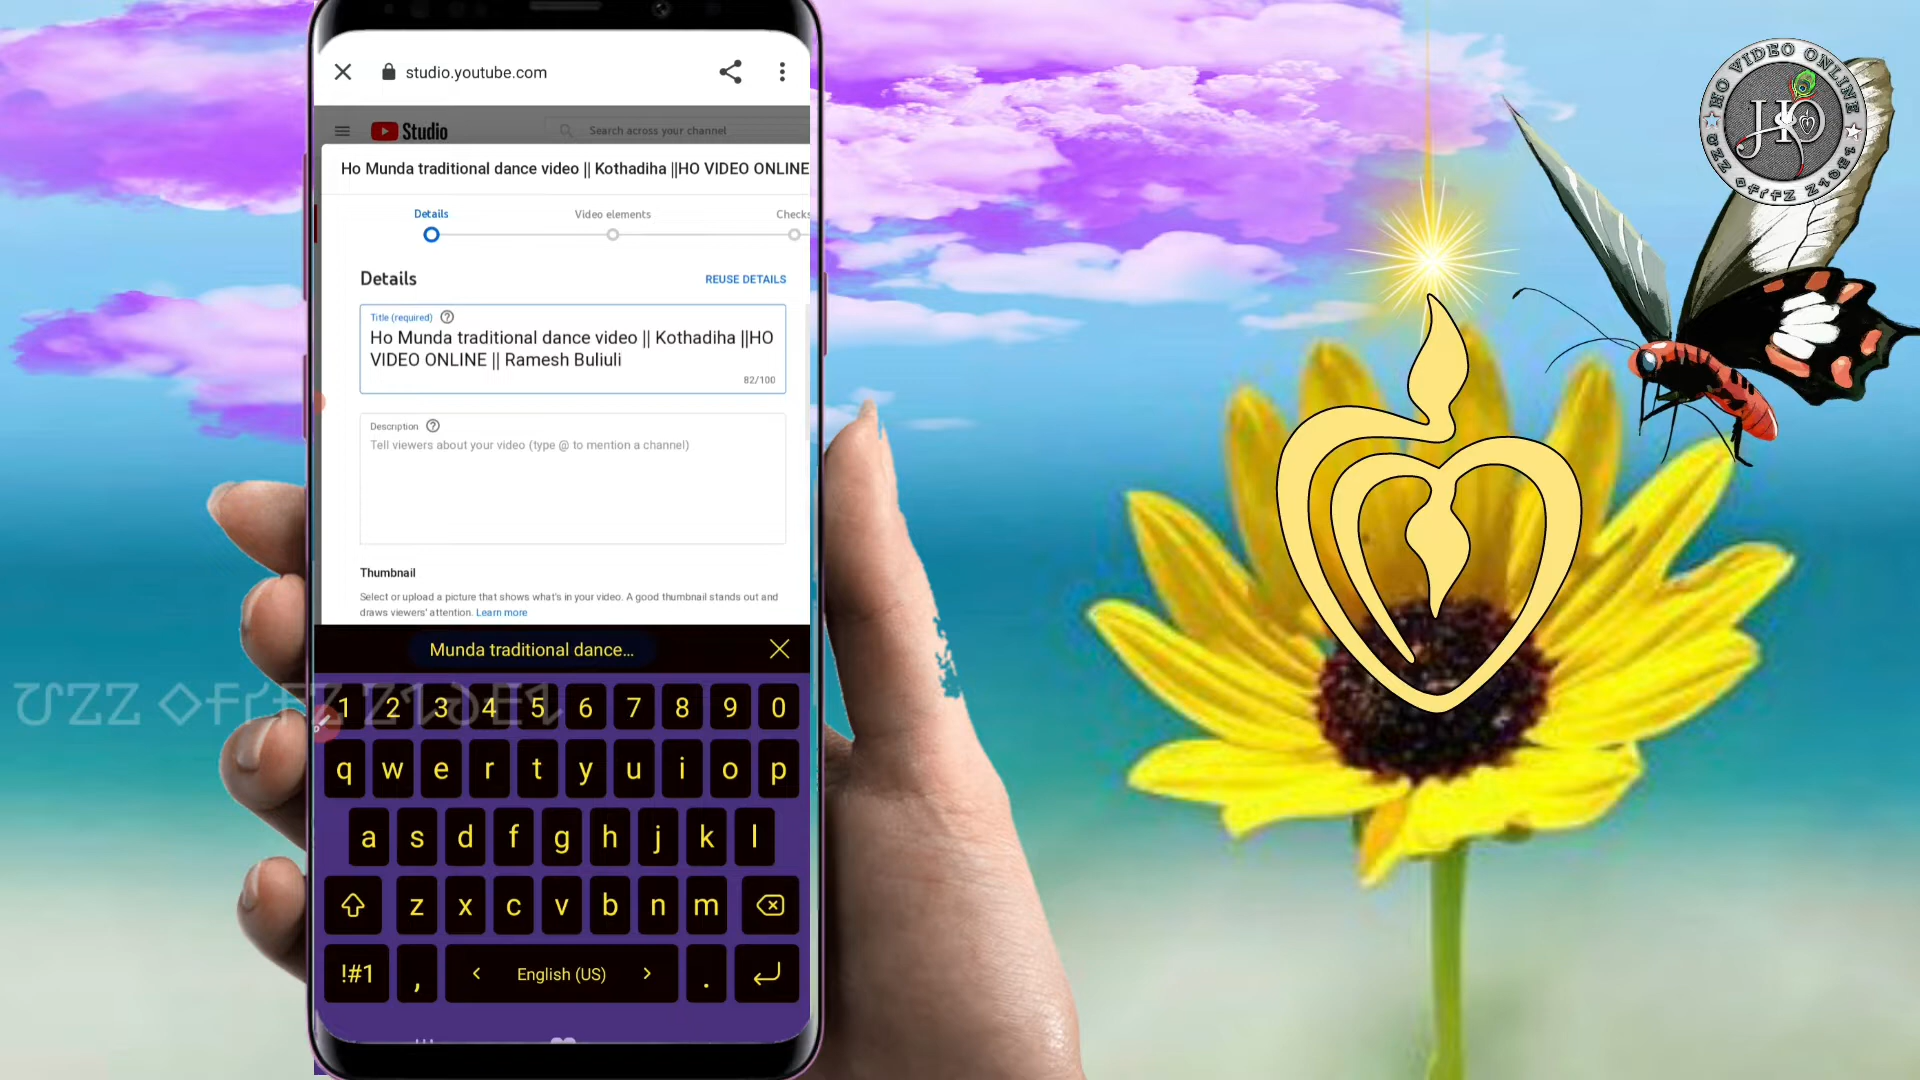 studio.youtube.com
Studio
Search across your channel
Ho Munda traditional dance video || Kothadiha ||HO VIDEO ONLINE
Details
Video elements
Checks
Details
REUSE DETAILS
Title (required)
Ho Munda traditional dance video || Kothadiha ||HO
VIDEO ONLINE || Ramesh Buliuli
82/100
Description
Tell viewers about your video (type @ to mention a channel)
Thumbnail
Select or upload a picture that shows what's in your video. A good thumbnail stands out and
draws viewers' attention. Learn more
Munda traditional dance...
1 2 3 4 5 6 7 8 9 0
q w e r t y u i o p
a s d f g h j k l
z x c v b n m
!#1 , < English (US) > .
HO VIDEO ONLINE